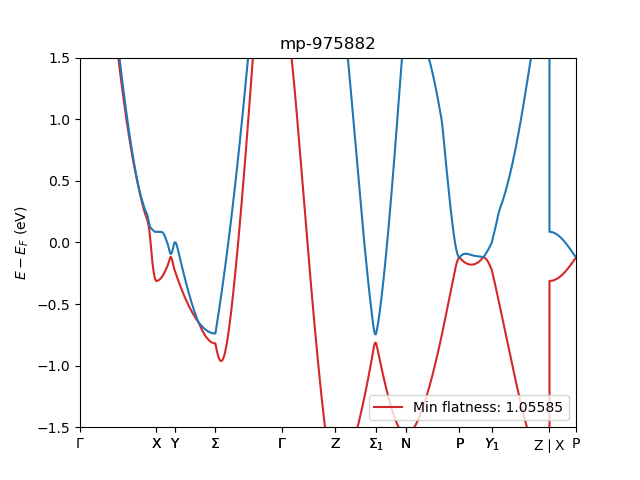 mp-975882
E − E_F (eV)
1.5
1.0
0.5
0.0
−0.5
−1.0
−1.5
Min flatness: 1.05585
Γ X Y Σ Γ Z Σ₁ N P Y₁ Z | X P